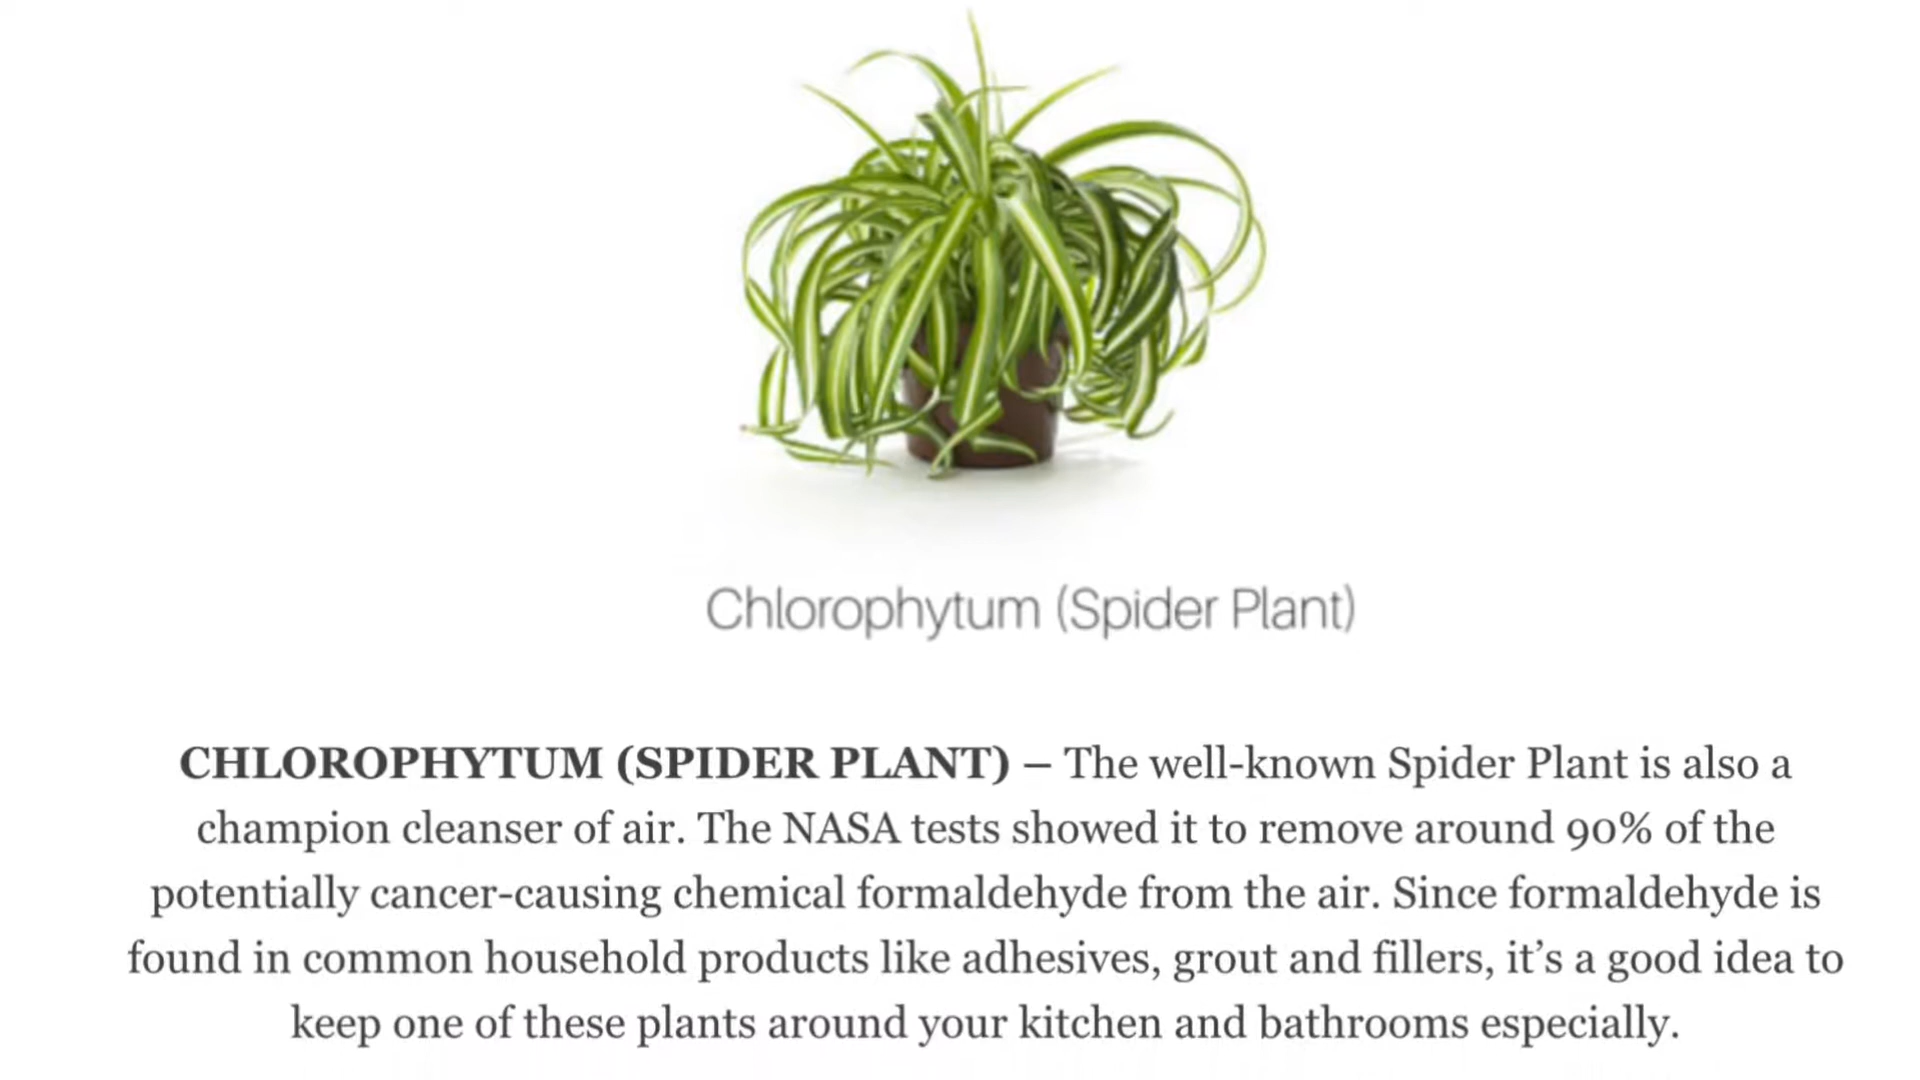 Chlorophytum (Spider Plant)
CHLOROPHYTUM (SPIDER PLANT) – The well-known Spider Plant is also a
champion cleanser of air. The NASA tests showed it to remove around 90% of the
potentially cancer-causing chemical formaldehyde from the air. Since formaldehyde is
found in common household products like adhesives, grout and fillers, it’s a good idea to
keep one of these plants around your kitchen and bathrooms especially.